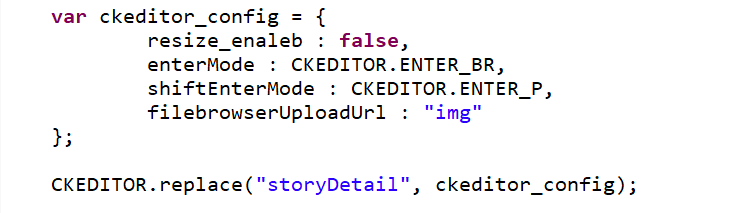 var ckeditor_config = {
resize_enaleb : false,
enterMode : CKEDITOR.ENTER_BR,
shiftEnterMode : CKEDITOR.ENTER_P,
filebrowserUploadUrl : "img"
};
CKEDITOR.replace("storyDetail", ckeditor_config);